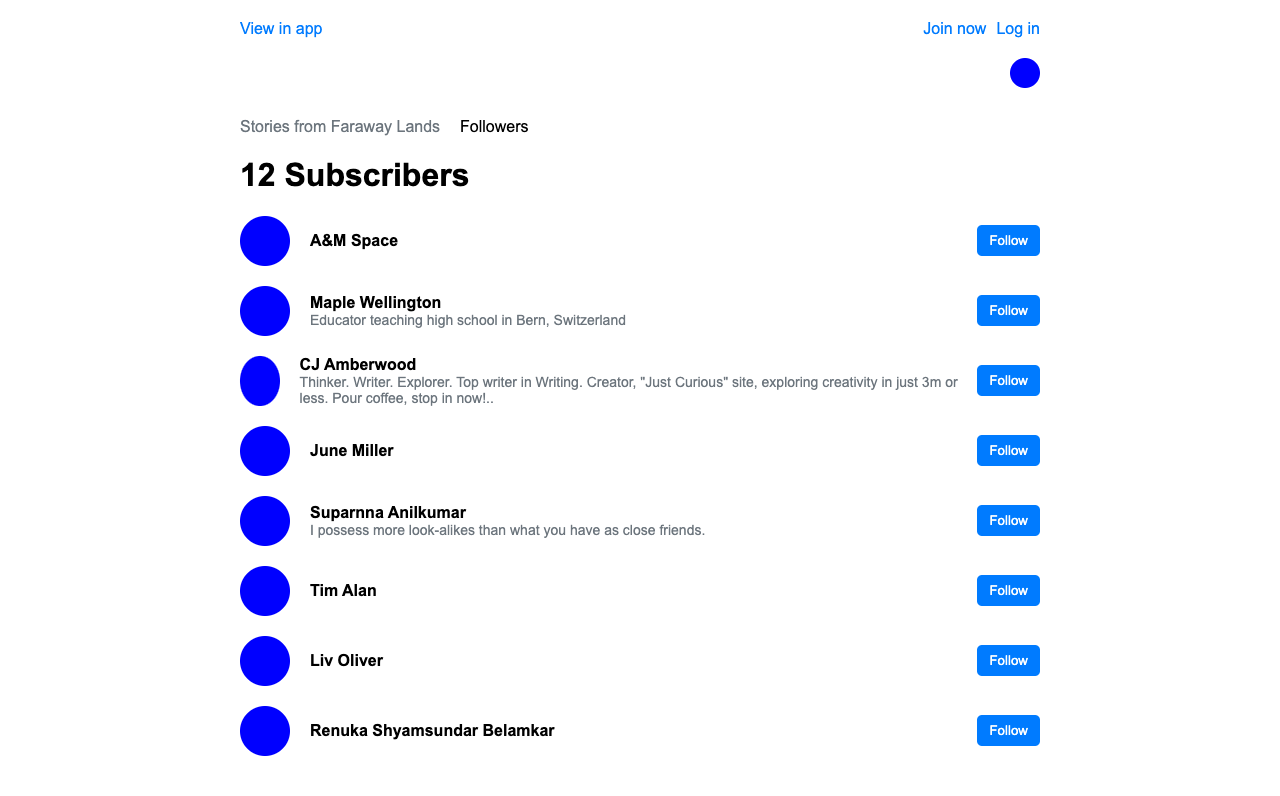 View in app
Join now Log in
Stories from Faraway Lands Followers
12 Subscribers
A&M Space
Follow
Maple Wellington
Educator teaching high school in Bern, Switzerland
Follow
CJ Amberwood
Thinker. Writer. Explorer. Top writer in Writing. Creator, "Just Curious" site, exploring creativity in just 3m or
less. Pour coffee, stop in now!..
Follow
June Miller
Follow
Suparnna Anilkumar
I possess more look-alikes than what you have as close friends.
Follow
Tim Alan
Follow
Liv Oliver
Follow
Renuka Shyamsundar Belamkar
Follow